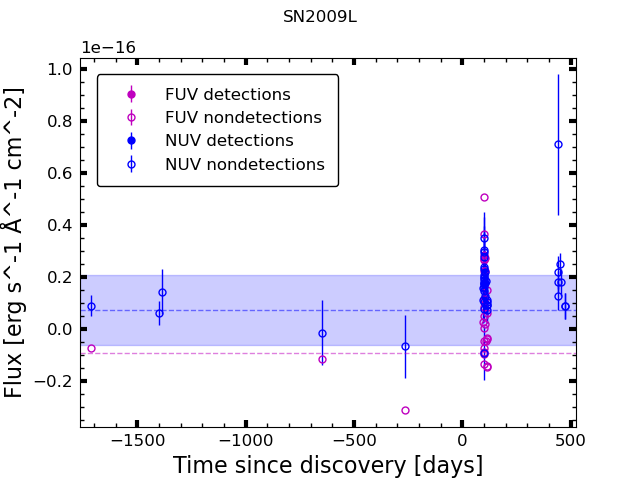 SN2009L
1e−16
FUV detections
FUV nondetections
NUV detections
NUV nondetections
1.0
0.8
0.6
0.4
0.2
0.0
−0.2
Flux [erg s^-1 Å^-1 cm^-2]
−1500 −1000 −500 0 500
Time since discovery [days]